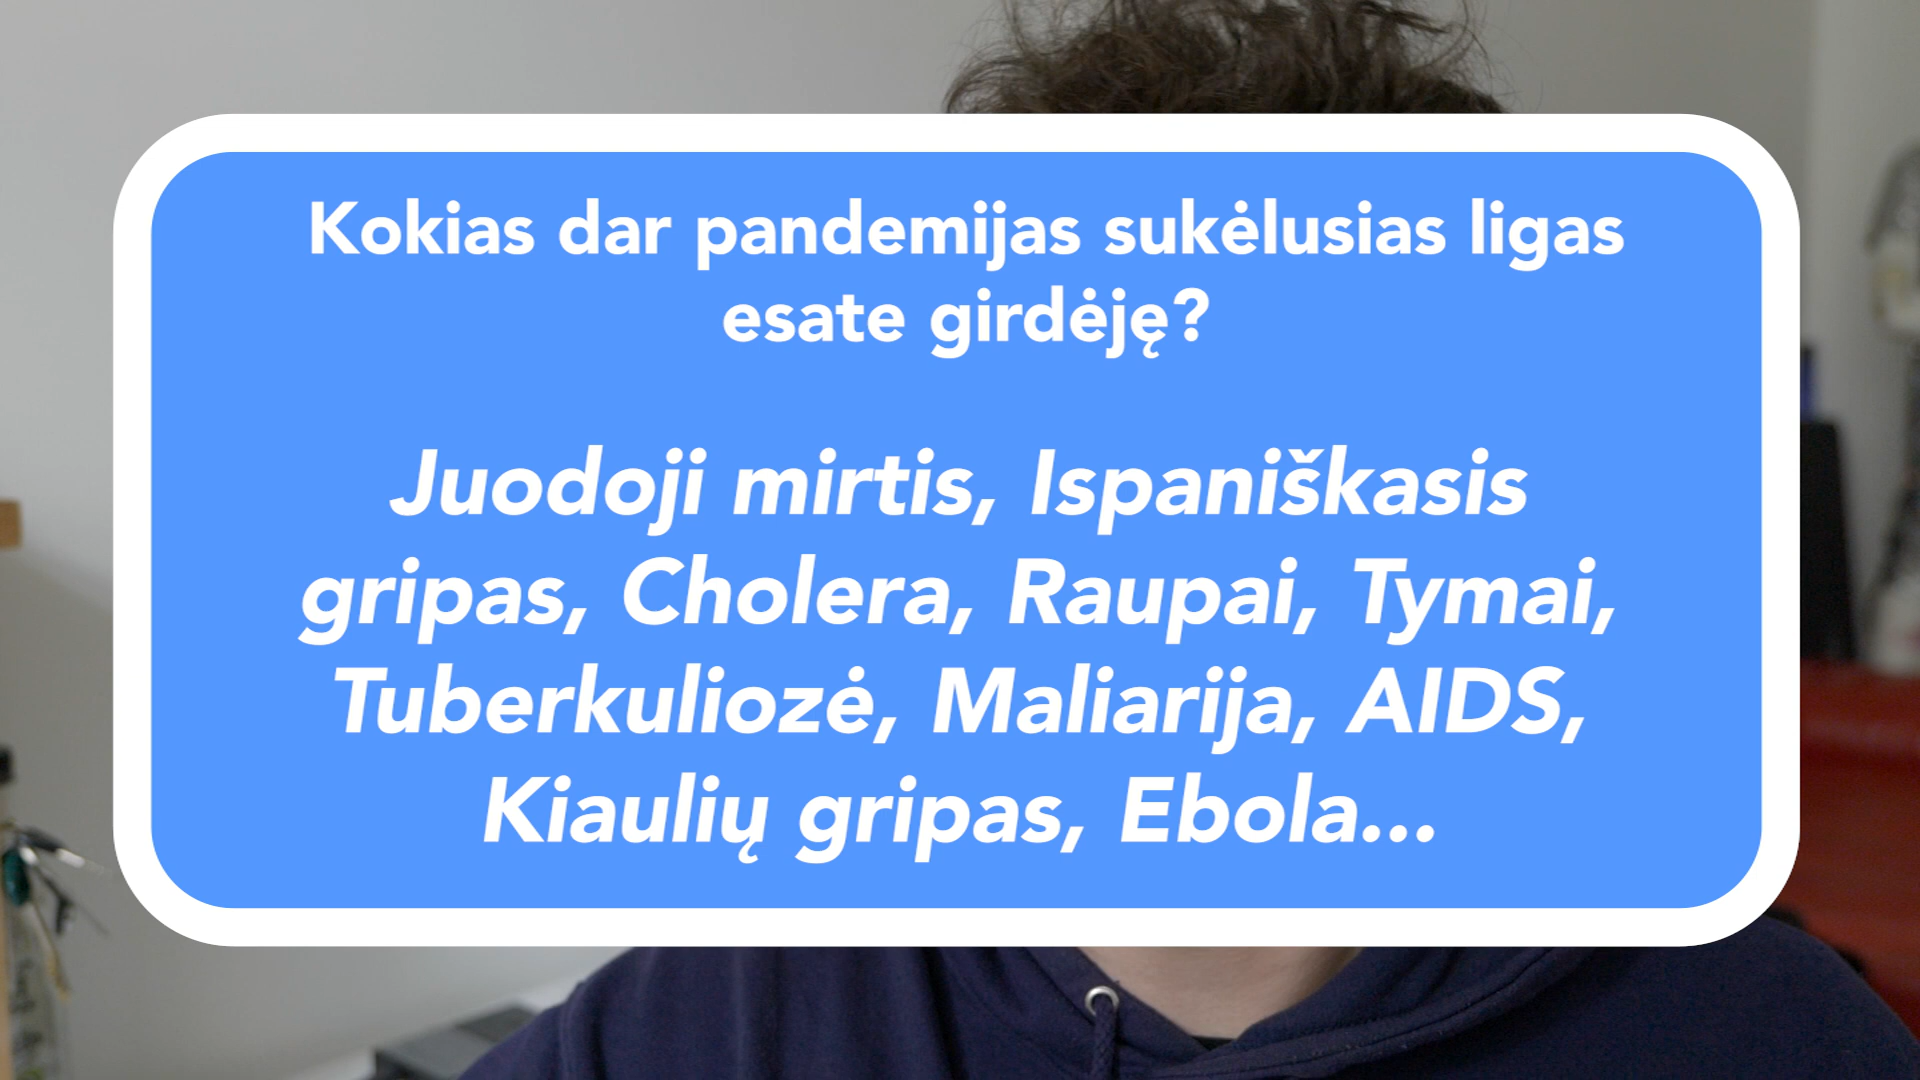 Kokias dar pandemijas sukėlusias ligas
esate girdėję?
Juodoji mirtis, Ispaniškasis
gripas, Cholera, Raupai, Tymai,
Tuberkuliozė, Maliarija, AIDS,
Kiaulių gripas, Ebola...